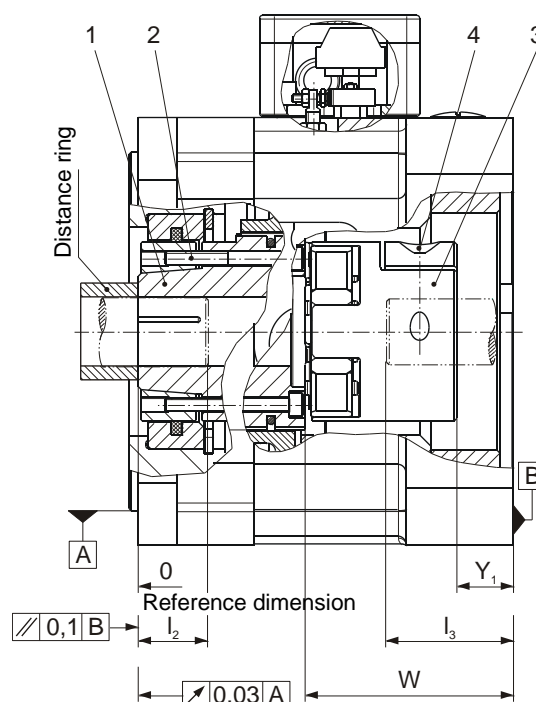 1 2 4 3
Distance ring
B
A
0
Y₁
Reference dimension
// 0,1 B
l₂
l₃
↗ 0,03 A
W